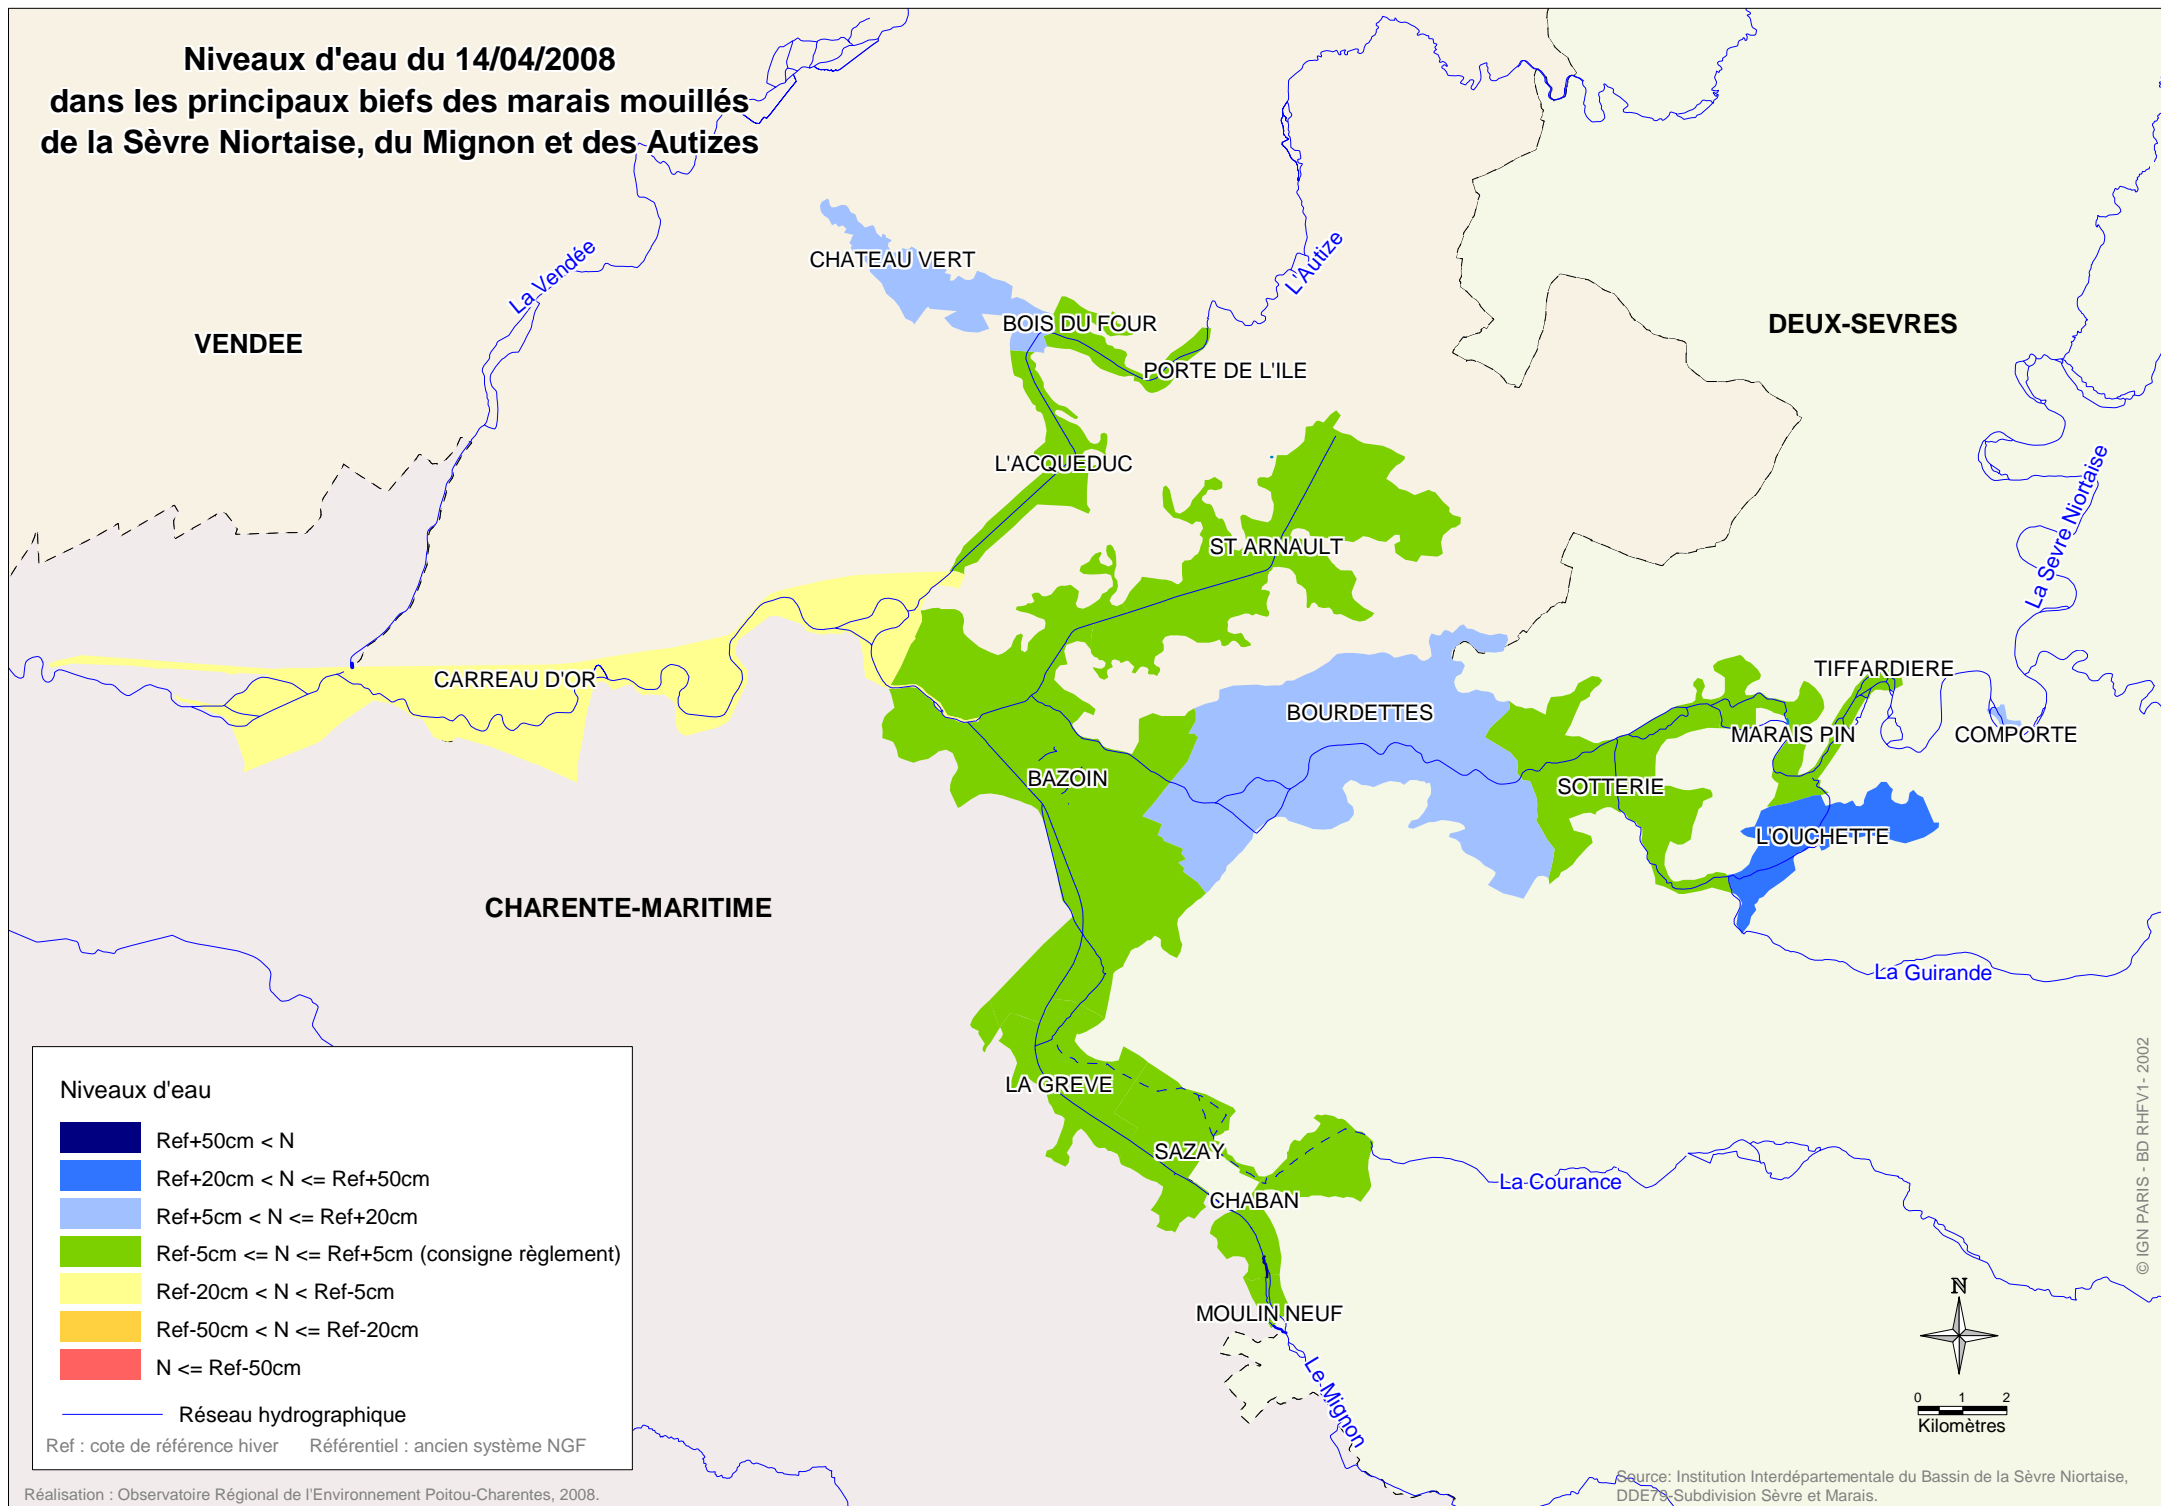 Niveaux d'eau du 14/04/2008
dans les principaux biefs des marais mouillés
de la Sèvre Niortaise, du Mignon et des Autizes
La Vendée
CHATEAU VERT
L'Autize
VENDEE
BOIS DU FOUR
DEUX-SEVRES
PORTE DE L'ILE
L'ACQUEDUC
La Sevre Niortaise
ST ARNAULT
CARREAU D'OR
TIFFARDIERE
BOURDETTES
MARAIS PIN
COMPORTE
BAZOIN
SOTTERIE
L'OUCHETTE
CHARENTE-MARITIME
La Guirande
LA GREVE
SAZAY
La Courance
CHABAN
MOULIN NEUF
Le Mignon
Niveaux d'eau
Ref+50cm < N
Ref+20cm < N <= Ref+50cm
Ref+5cm < N <= Ref+20cm
Ref-5cm <= N <= Ref+5cm (consigne règlement)
Ref-20cm < N < Ref-5cm
Ref-50cm < N <= Ref-20cm
N <= Ref-50cm
Réseau hydrographique
Ref : cote de référence hiver Référentiel : ancien système NGF
Réalisation : Observatoire Régional de l'Environnement Poitou-Charentes, 2008.
© IGN PARIS - BD RHFV1- 2002
N
0 1 2
Kilomètres
Source: Institution Interdépartementale du Bassin de la Sèvre Niortaise,
DDE79-Subdivision Sèvre et Marais.